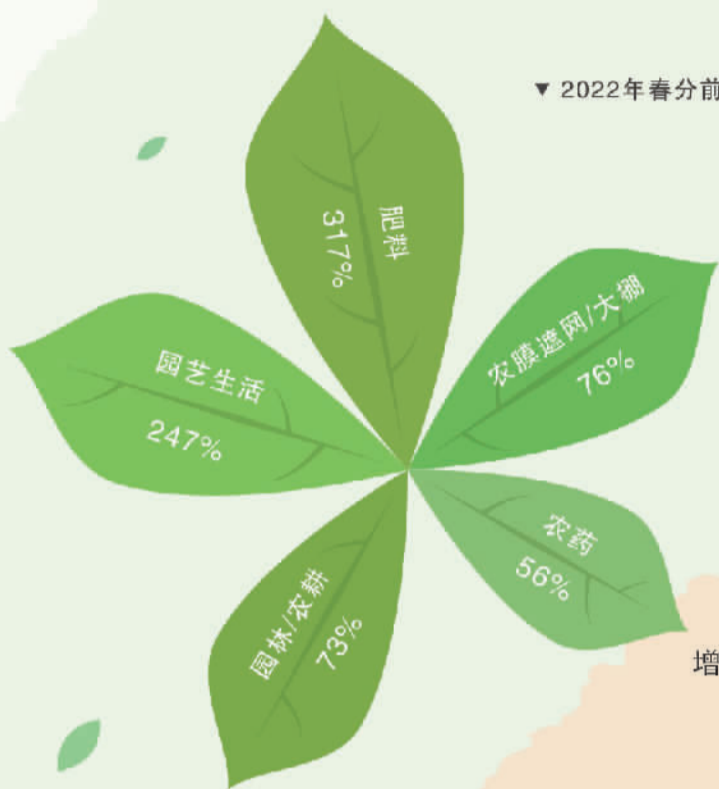 ▼ 2022年春分前
肥料
317%
农膜遮网/大棚
76%
园艺生活
247%
农药
56%
园林/农耕
73%
增